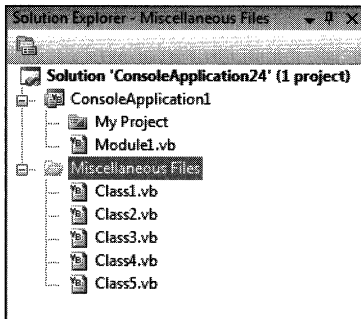 Solution Explorer - Miscellaneous Files
Solution 'ConsoleApplication24' (1 project)
ConsoleApplication1
My Project
Module1.vb
Miscellaneous Files
Class1.vb
Class2.vb
Class3.vb
Class4.vb
Class5.vb